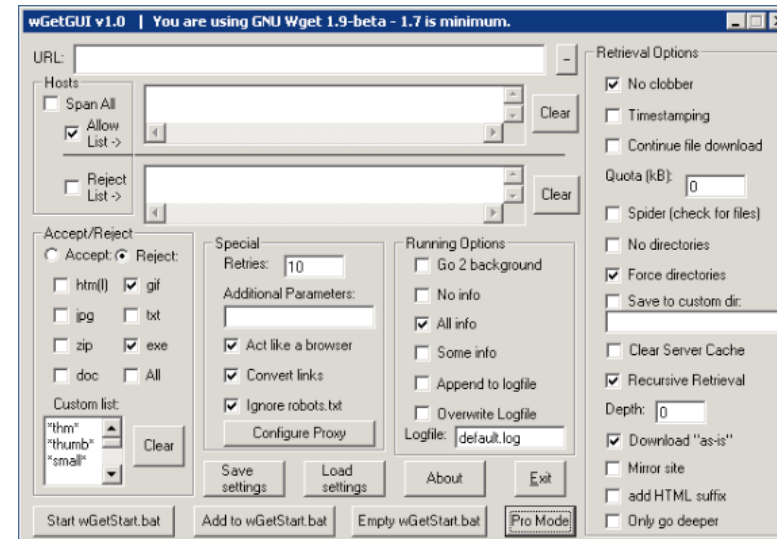 wGetGUI v1.0 | You are using GNU Wget 1.9-beta - 1.7 is minimum.
URL:
-
Hosts
Span All
Allow
List ->
Clear
Reject
List ->
Clear
Accept/Reject
Accept: Reject:
htm(l) gif
jpg txt
zip exe
doc All
Custom list:
*thm*
*thumb*
*small*
Clear
Special
Retries: 10
Additional Parameters:
Act like a browser
Convert links
Ignore robots.txt
Configure Proxy
Running Options
Go 2 background
No info
All info
Some info
Append to logfile
Overwrite Logfile
Logfile: default.log
Save
settings
Load
settings
About
Exit
Start wGetStart.bat
Add to wGetStart.bat
Empty wGetStart.bat
Pro Mode
Retrieval Options
No clobber
Timestamping
Continue file download
Quota (kB): 0
Spider (check for files)
No directories
Force directories
Save to custom dir:
Clear Server Cache
Recursive Retrieval
Depth: 0
Download "as-is"
Mirror site
add HTML suffix
Only go deeper